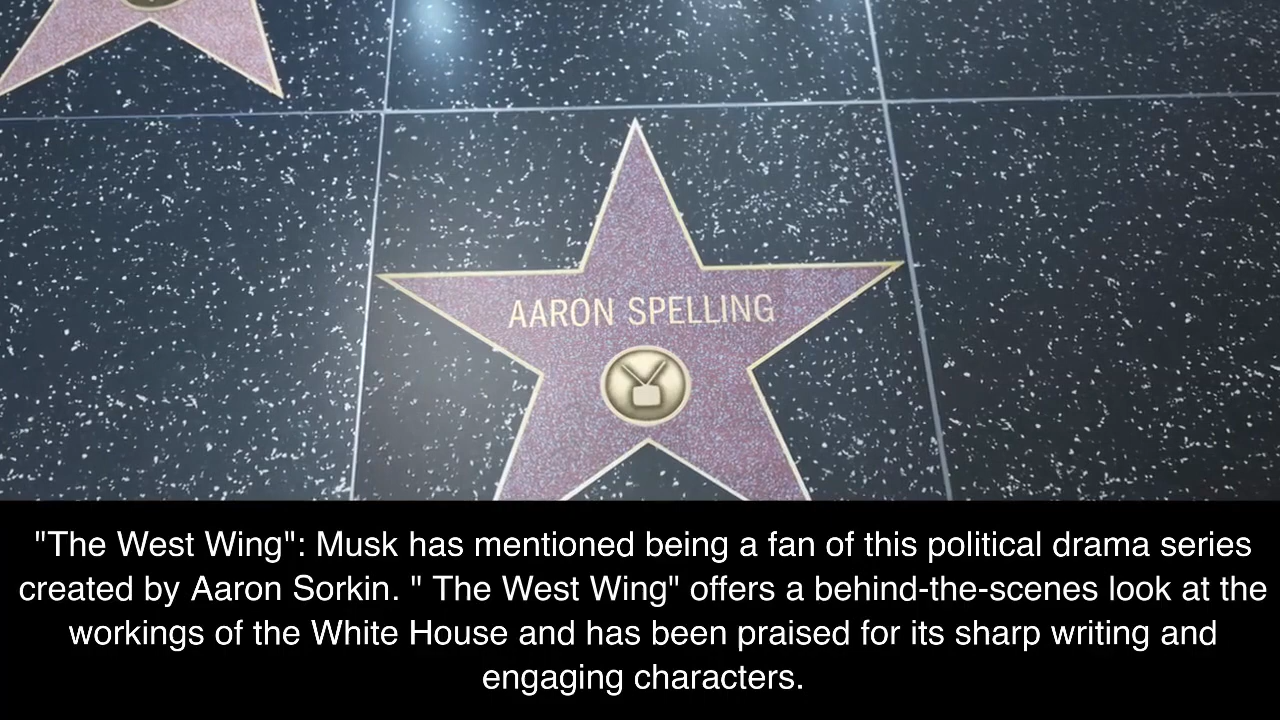 AARON SPELLING
"The West Wing": Musk has mentioned being a fan of this political drama series
created by Aaron Sorkin. " The West Wing" offers a behind-the-scenes look at the
workings of the White House and has been praised for its sharp writing and
engaging characters.